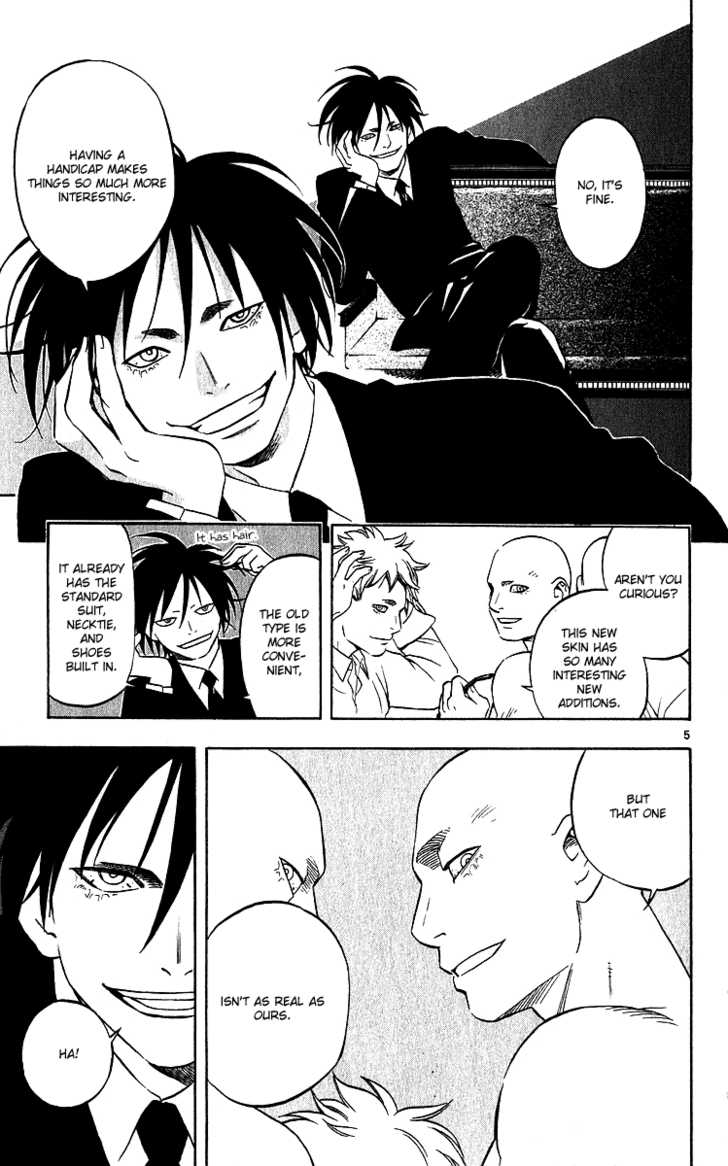 NO, IT'S
FINE.
HAVING A
HANDICAP MAKES
THINGS SO MUCH MORE
INTERESTING.
AREN'T YOU
CURIOUS?
THIS NEW
SKIN HAS
SO MANY
INTERESTING
NEW
ADDITIONS.
It has hair.
THE OLD
TYPE IS
MORE
CONVE-
NIENT,
IT ALREADY
HAS THE
STANDARD
SUIT,
NECKTIE,
AND
SHOES
BUILT IN.
5
BUT
THAT ONE
ISN'T AS REAL AS
OURS.
HA!